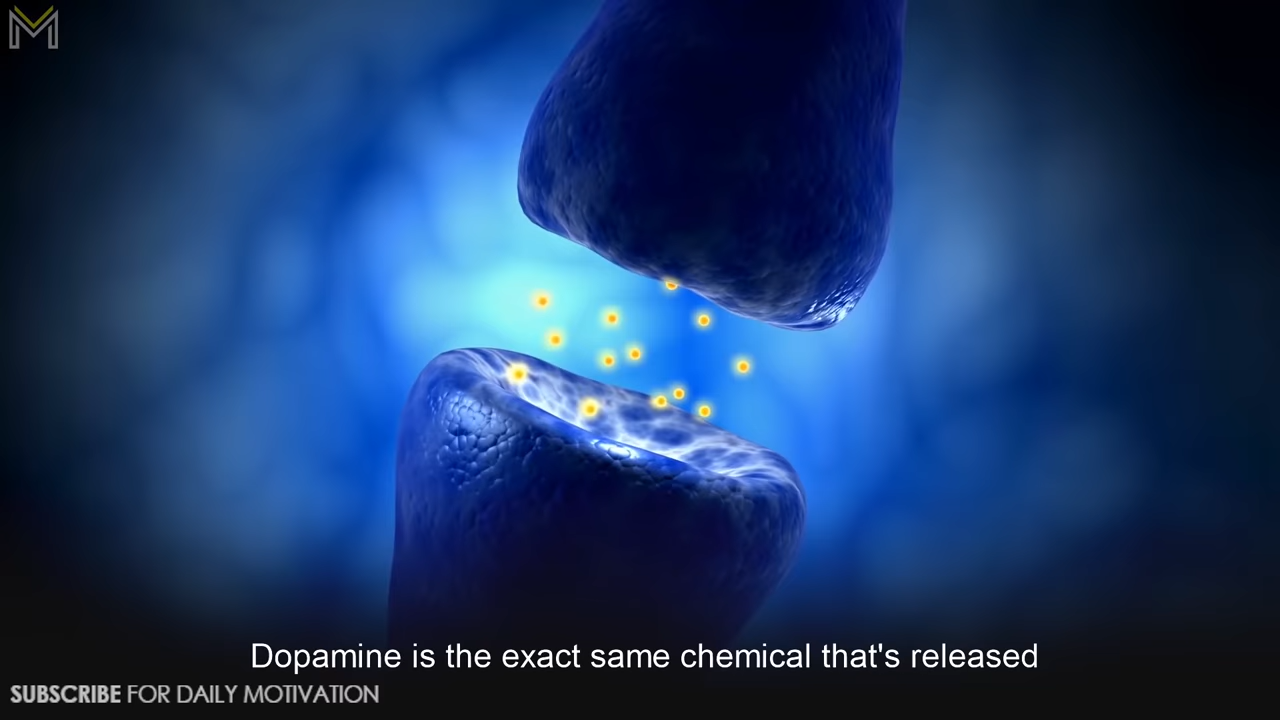 Dopamine is the exact same chemical that's released
SUBSCRIBE FOR DAILY MOTIVATION